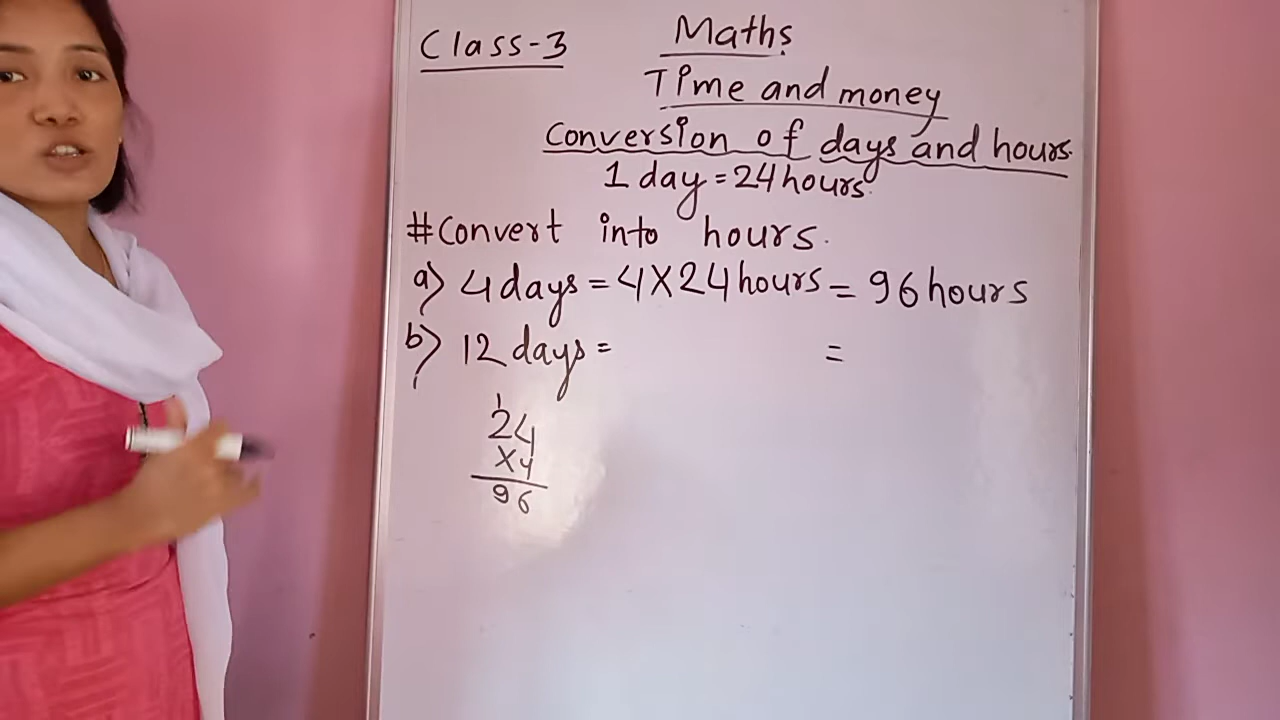 Class-3
Maths
Time and money
Conversion of days and hours.
1 day = 24 hours.
#Convert into hours.
a) 4 days = 4 X 24 hours = 96 hours
b) 12 days = =
1
24
X4
96